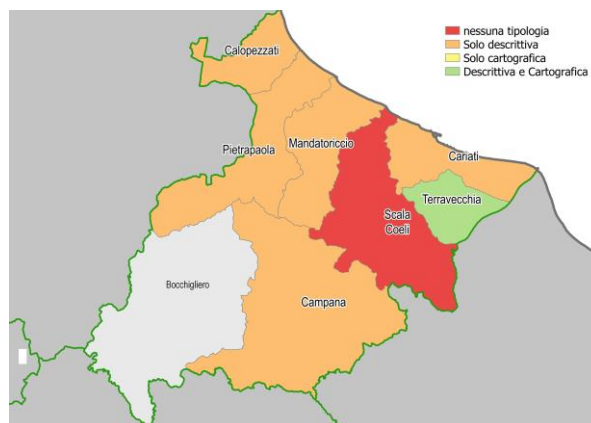 nessuna tipologia
Solo descrittiva
Solo cartografica
Descrittiva e Cartografica
Calopezzati
Pietrapaola
Mandatoriccio
Cariati
Terravecchia
Scala
Coeli
Bocchigliero
Campana